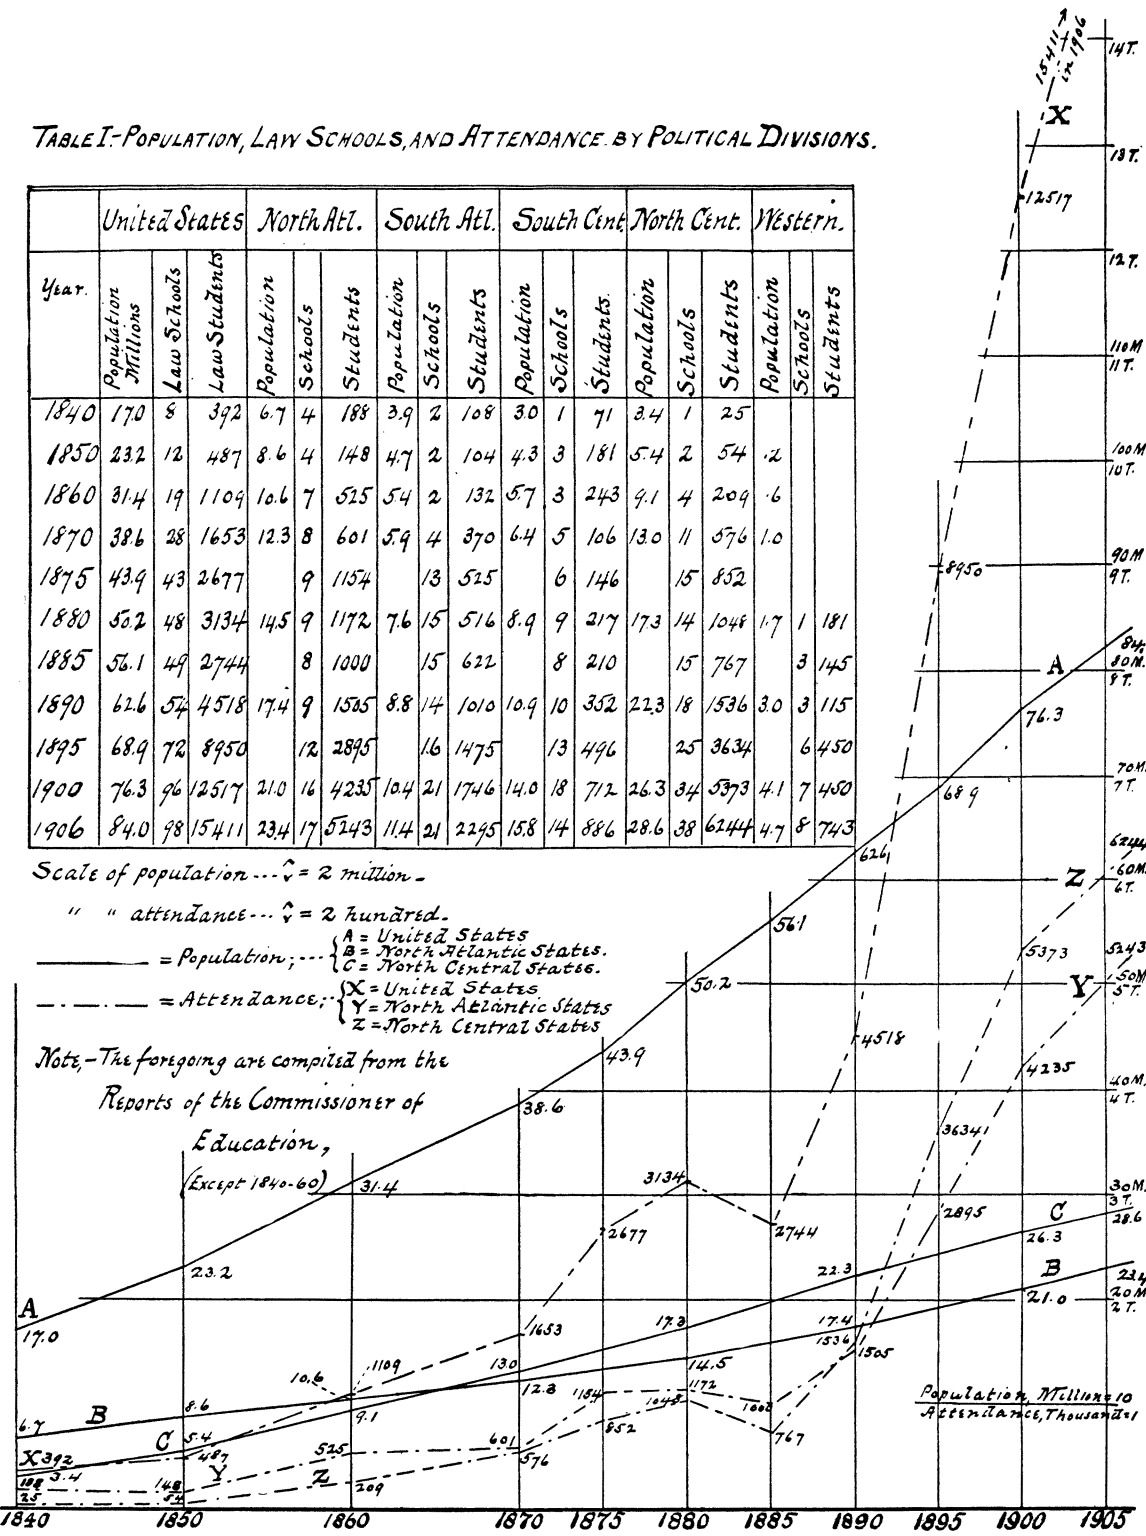 TABLE I.-POPULATION, LAW SCHOOLS, AND ATTENDANCE BY POLITICAL DIVISIONS.
United States North Atl. South Atl. South Cent. North Cent. Western.
Year. Population Millions Law Schools Law Students Population Schools Students Population Schools Students Population Schools Students Population Schools Students Population Schools Students
1840 17.0 8 392 6.7 4 188 3.9 2 108 3.0 1 71 3.4 1 25
1850 23.2 12 487 8.6 4 148 4.7 2 104 4.3 3 181 5.4 2 54 .2
1860 31.4 19 1109 10.6 7 525 5.4 2 132 5.7 3 243 9.1 4 209 .6
1870 38.6 28 1653 12.3 8 601 5.9 4 370 6.4 5 106 13.0 11 576 1.0
1875 43.9 43 2677 9 1154 13 525 6 146 15 852
1880 50.2 48 3134 14.5 9 1172 7.6 15 516 8.9 9 217 17.3 14 1048 1.7 1 181
1885 56.1 49 2744 8 1000 15 622 8 210 15 767 3 145
1890 62.6 54 4518 17.4 9 1505 8.8 14 1010 10.9 10 352 22.3 18 1536 3.0 3 115
1895 68.9 72 8950 12 2895 16 1475 13 496 25 3634 6 450
1900 76.3 96 12517 21.0 16 4235 10.4 21 1746 14.0 18 712 26.3 34 5373 4.1 7 450
1906 84.0 98 15411 23.4 17 5243 11.4 21 2295 15.8 14 886 28.6 38 6244 4.7 8 743
Scale of population --- = 2 million -
" " attendance --- = 2 hundred.
= Population; --- A = United States
B = North Atlantic States.
C = North Central States.
= Attendance; X = United States
Y = North Atlantic States
Z = North Central States
Note,- The foregoing are compiled from the
Reports of the Commissioner of
Education,
(Except 1840-60)
15411 in 1906
14T.
X
13T.
12517
12T.
110M
11T.
100M
10T.
8950
90M
9T.
84.
A
80M.
8T.
76.3
70M.
7T.
68.9
62.6
6244
Z
60M.
6T.
56.1
5373
5243
50.2
Y
50M
5T.
4518
43.9
4235
38.6
40M.
4T.
3634
3134
31.4
30M.
3T.
2895
C
28.6
2677
2744
26.3
23.2
22.3
B
23.4
A
21.0
20M
2T.
17.0
1653
17.3
17.4
1536
1505
10.6
1109
13.0
12.3
14.5
6.7
B
8.6
9.1
1154
1172
1048
1000
852
767
Population, Million=10
Attendance, Thousand=1
X 392
3.4
C
5.4
487
525
601
576
188
25
148
54
Y
Z
209
1840 1850 1860 1870 1875 1880 1885 1890 1895 1900 1905